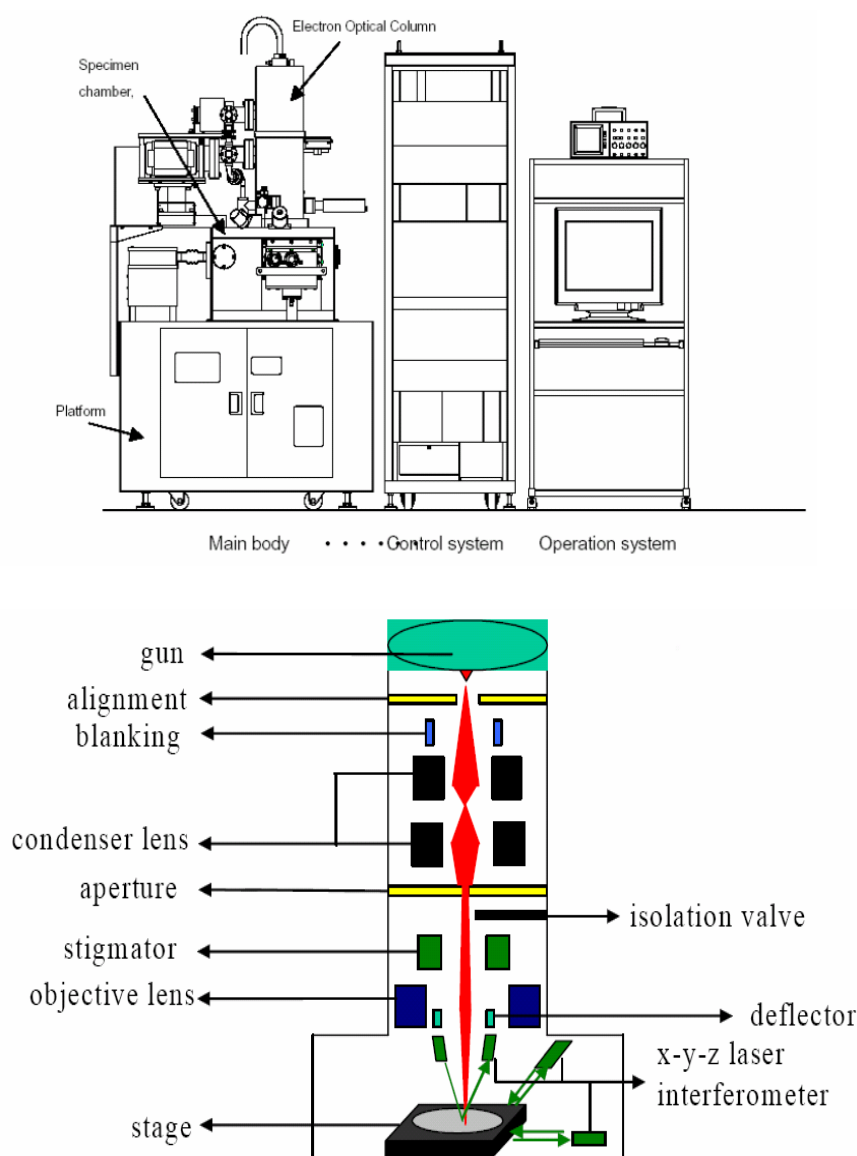 Electron Optical Column
Specimen
chamber,
Platform
Main body
Control system
Operation system
gun
alignment
blanking
condenser lens
aperture
isolation valve
stigmator
objective lens
deflector
x-y-z laser
interferometer
stage